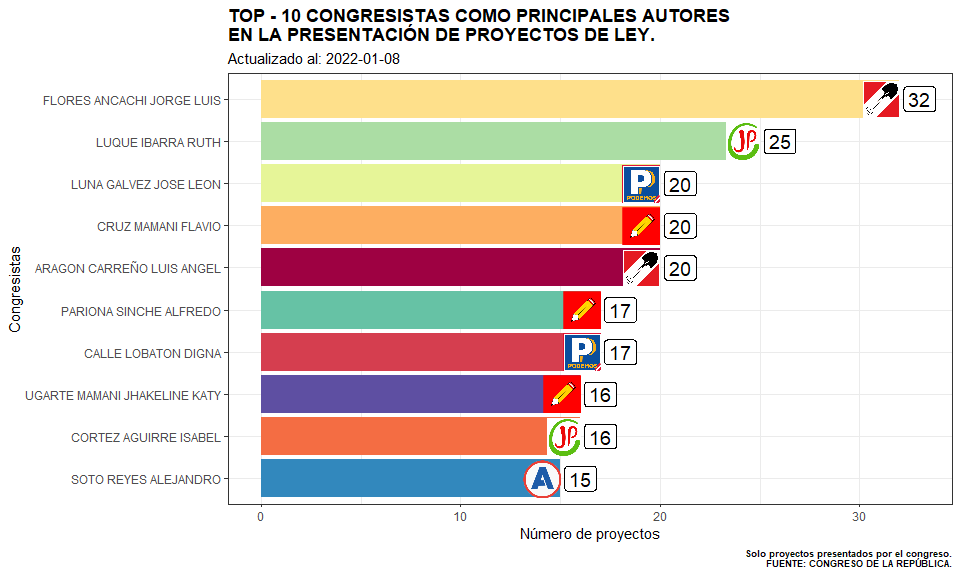 TOP - 10 CONGRESISTAS COMO PRINCIPALES AUTORES
EN LA PRESENTACIÓN DE PROYECTOS DE LEY.
Actualizado al: 2022-01-08
Congresistas
FLORES ANCACHI JORGE LUIS 32
LUQUE IBARRA RUTH JP 25
LUNA GALVEZ JOSE LEON P PODEMOS 20
CRUZ MAMANI FLAVIO 20
ARAGON CARREÑO LUIS ANGEL 20
PARIONA SINCHE ALFREDO 17
CALLE LOBATON DIGNA P PODEMOS 17
UGARTE MAMANI JHAKELINE KATY 16
CORTEZ AGUIRRE ISABEL JP 16
SOTO REYES ALEJANDRO A 15
0 10 20 30
Número de proyectos
Solo proyectos presentados por el congreso.
FUENTE: CONGRESO DE LA REPÚBLICA.